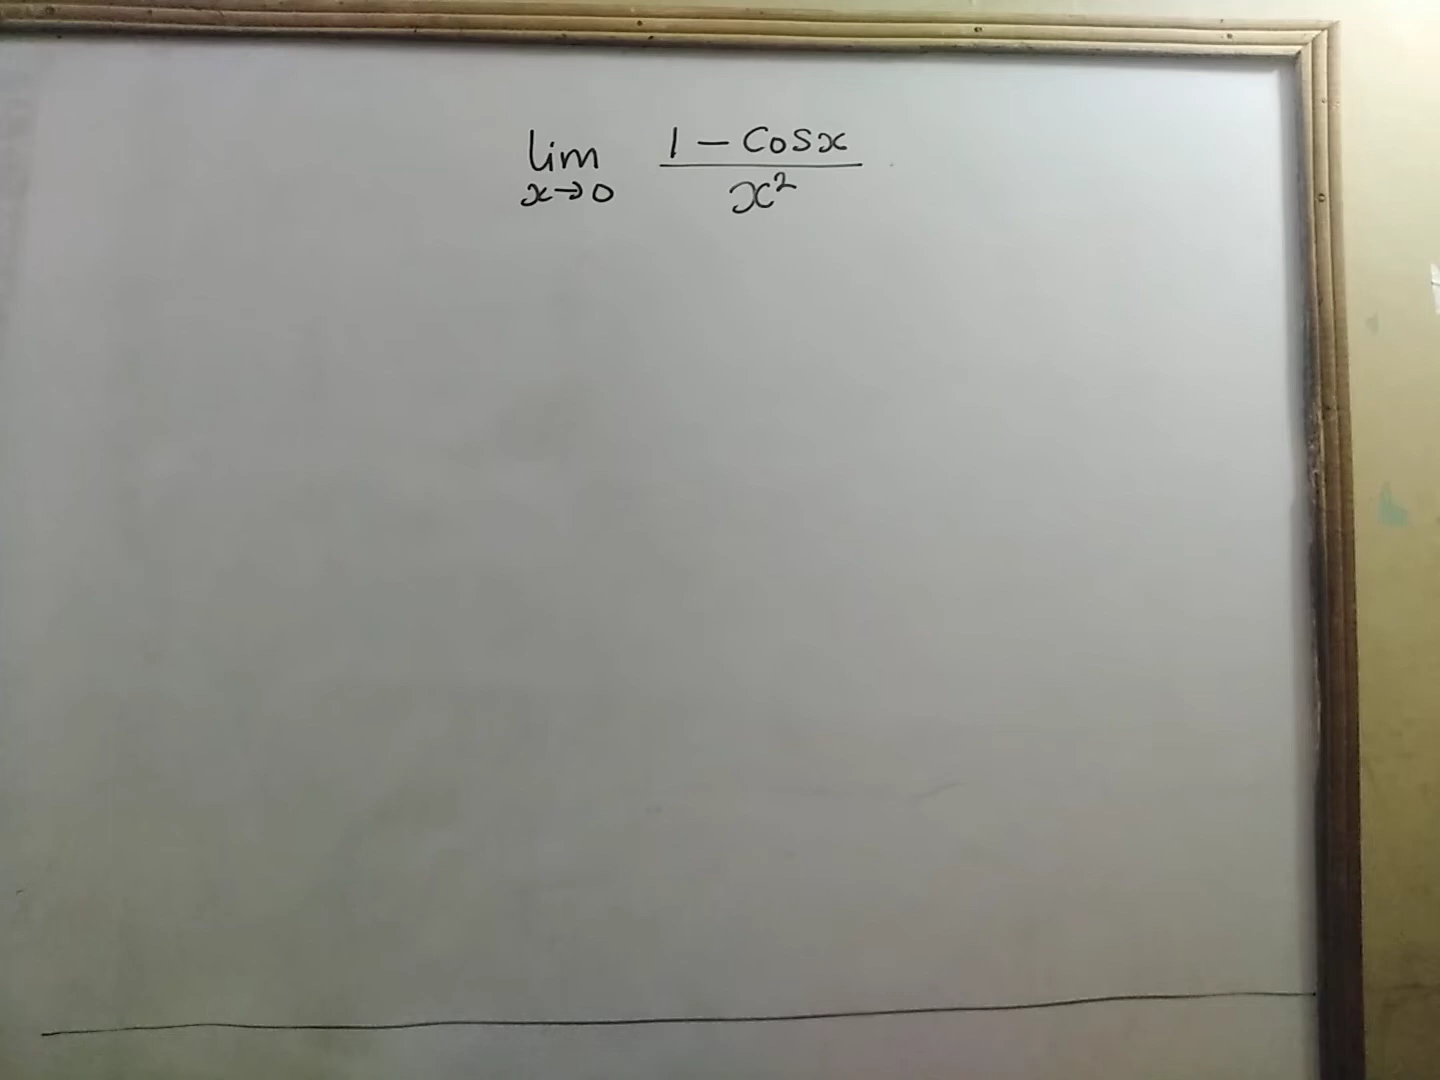 lim x→0 (1 - Cosx)/x²